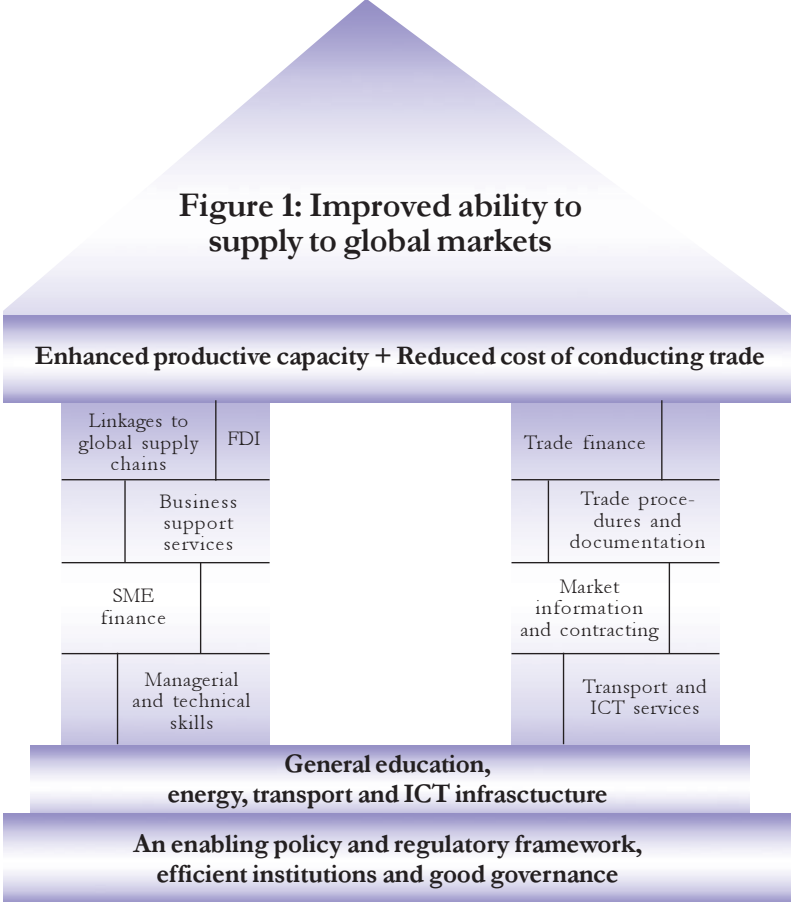 Figure 1: Improved ability to
supply to global markets
Enhanced productive capacity + Reduced cost of conducting trade
Linkages to
global supply
chains
FDI
Business
support
services
SME
finance
Managerial
and technical
skills
Trade finance
Trade proce-
dures and
documentation
Market
information
and contracting
Transport and
ICT services
General education,
energy, transport and ICT infrasctucture
An enabling policy and regulatory framework,
efficient institutions and good governance